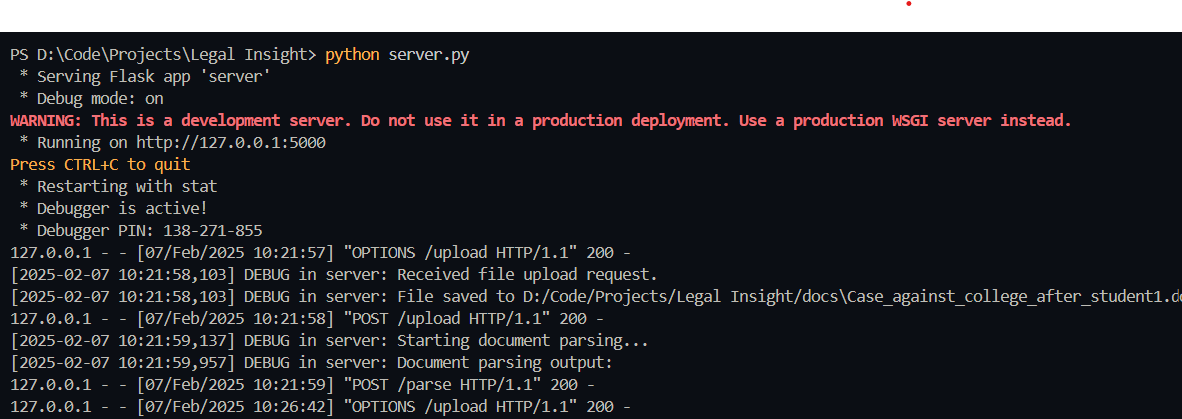 PS D:\Code\Projects\Legal Insight> python server.py
 * Serving Flask app 'server'
 * Debug mode: on
WARNING: This is a development server. Do not use it in a production deployment. Use a production WSGI server instead.
 * Running on http://127.0.0.1:5000
Press CTRL+C to quit
 * Restarting with stat
 * Debugger is active!
 * Debugger PIN: 138-271-855
127.0.0.1 - - [07/Feb/2025 10:21:57] "OPTIONS /upload HTTP/1.1" 200 -
[2025-02-07 10:21:58,103] DEBUG in server: Received file upload request.
[2025-02-07 10:21:58,103] DEBUG in server: File saved to D:/Code/Projects/Legal Insight/docs\Case_against_college_after_student1.d
127.0.0.1 - - [07/Feb/2025 10:21:58] "POST /upload HTTP/1.1" 200 -
[2025-02-07 10:21:59,137] DEBUG in server: Starting document parsing...
[2025-02-07 10:21:59,957] DEBUG in server: Document parsing output:
127.0.0.1 - - [07/Feb/2025 10:21:59] "POST /parse HTTP/1.1" 200 -
127.0.0.1 - - [07/Feb/2025 10:26:42] "OPTIONS /upload HTTP/1.1" 200 -